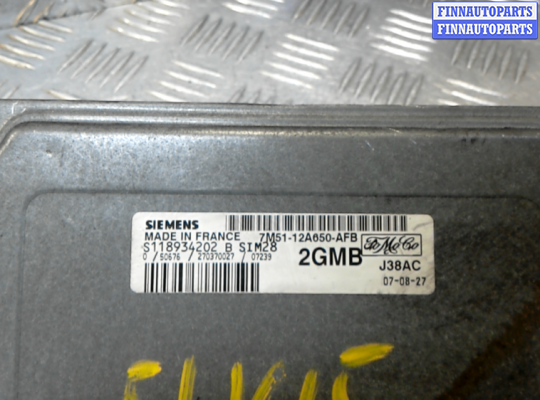 FINNAUTOPARTS
FINNAUTOPARTS
SIEMENS
MADE IN FRANCE 7M51-12A650-AFB
S118934202 B SIM28
0 / 50676 / 270370027 / 07239
2GMB
FoMoCo
J38AC
07-08-27